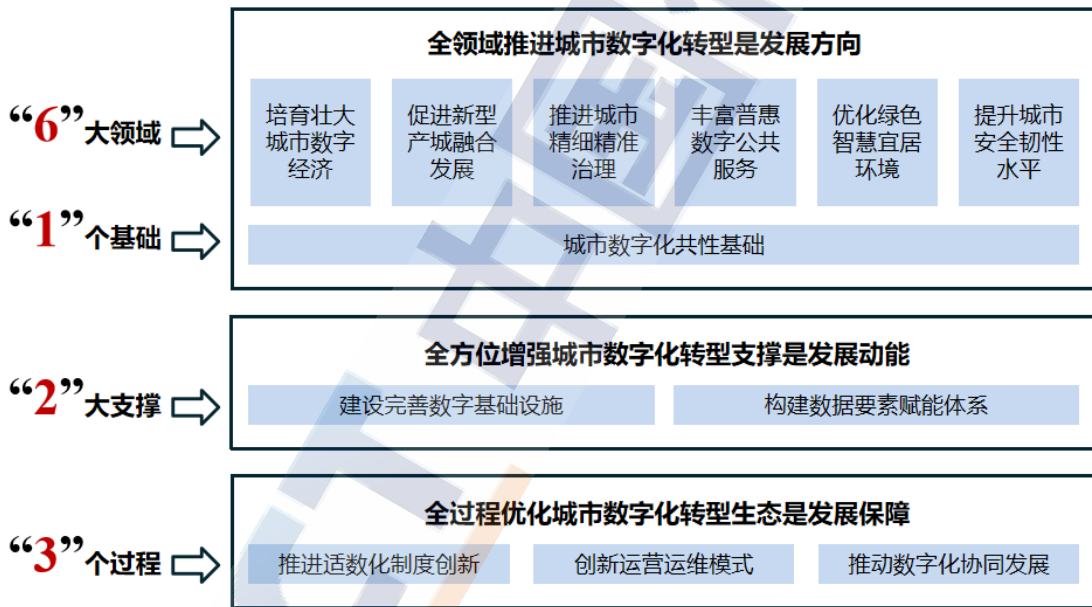 全领域推进城市数字化转型是发展方向
“6”大领域
培育壮大
城市数字
经济
促进新型
产城融合
发展
推进城市
精细精准
治理
丰富普惠
数字公共
服务
优化绿色
智慧宜居
环境
提升城市
安全韧性
水平
“1”个基础
城市数字化共性基础
全方位增强城市数字化转型支撑是发展动能
“2”大支撑
建设完善数字基础设施
构建数据要素赋能体系
全过程优化城市数字化转型生态是发展保障
“3”个过程
推进适数化制度创新
创新运营运维模式
推动数字化协同发展